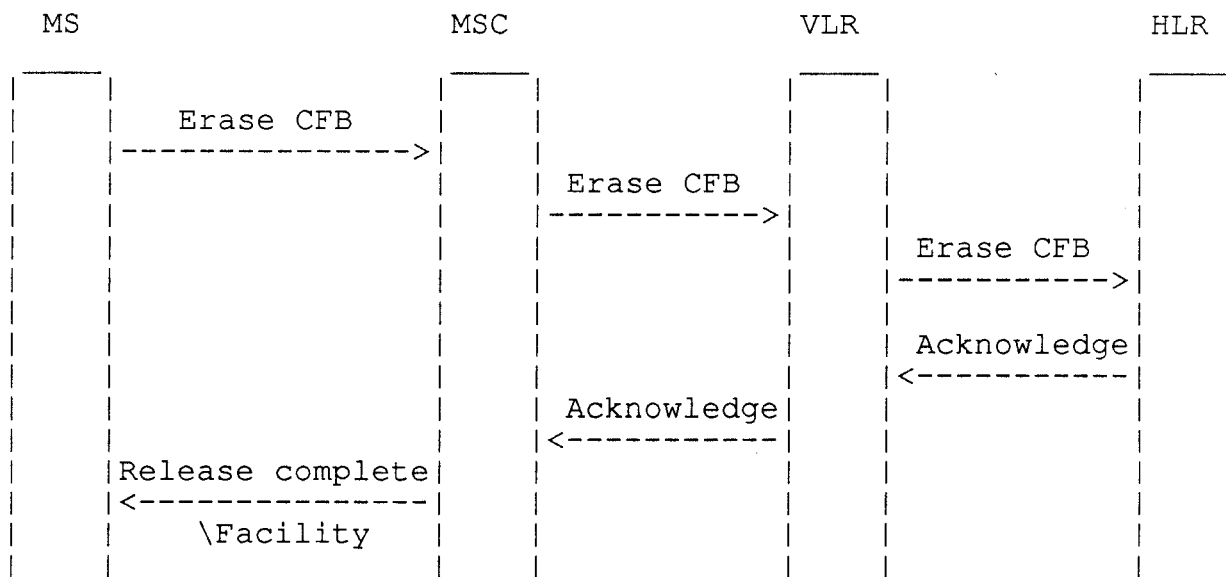 MS MSC VLR HLR
Erase CFB
Erase CFB
Erase CFB
Acknowledge
Acknowledge
Release complete
\Facility